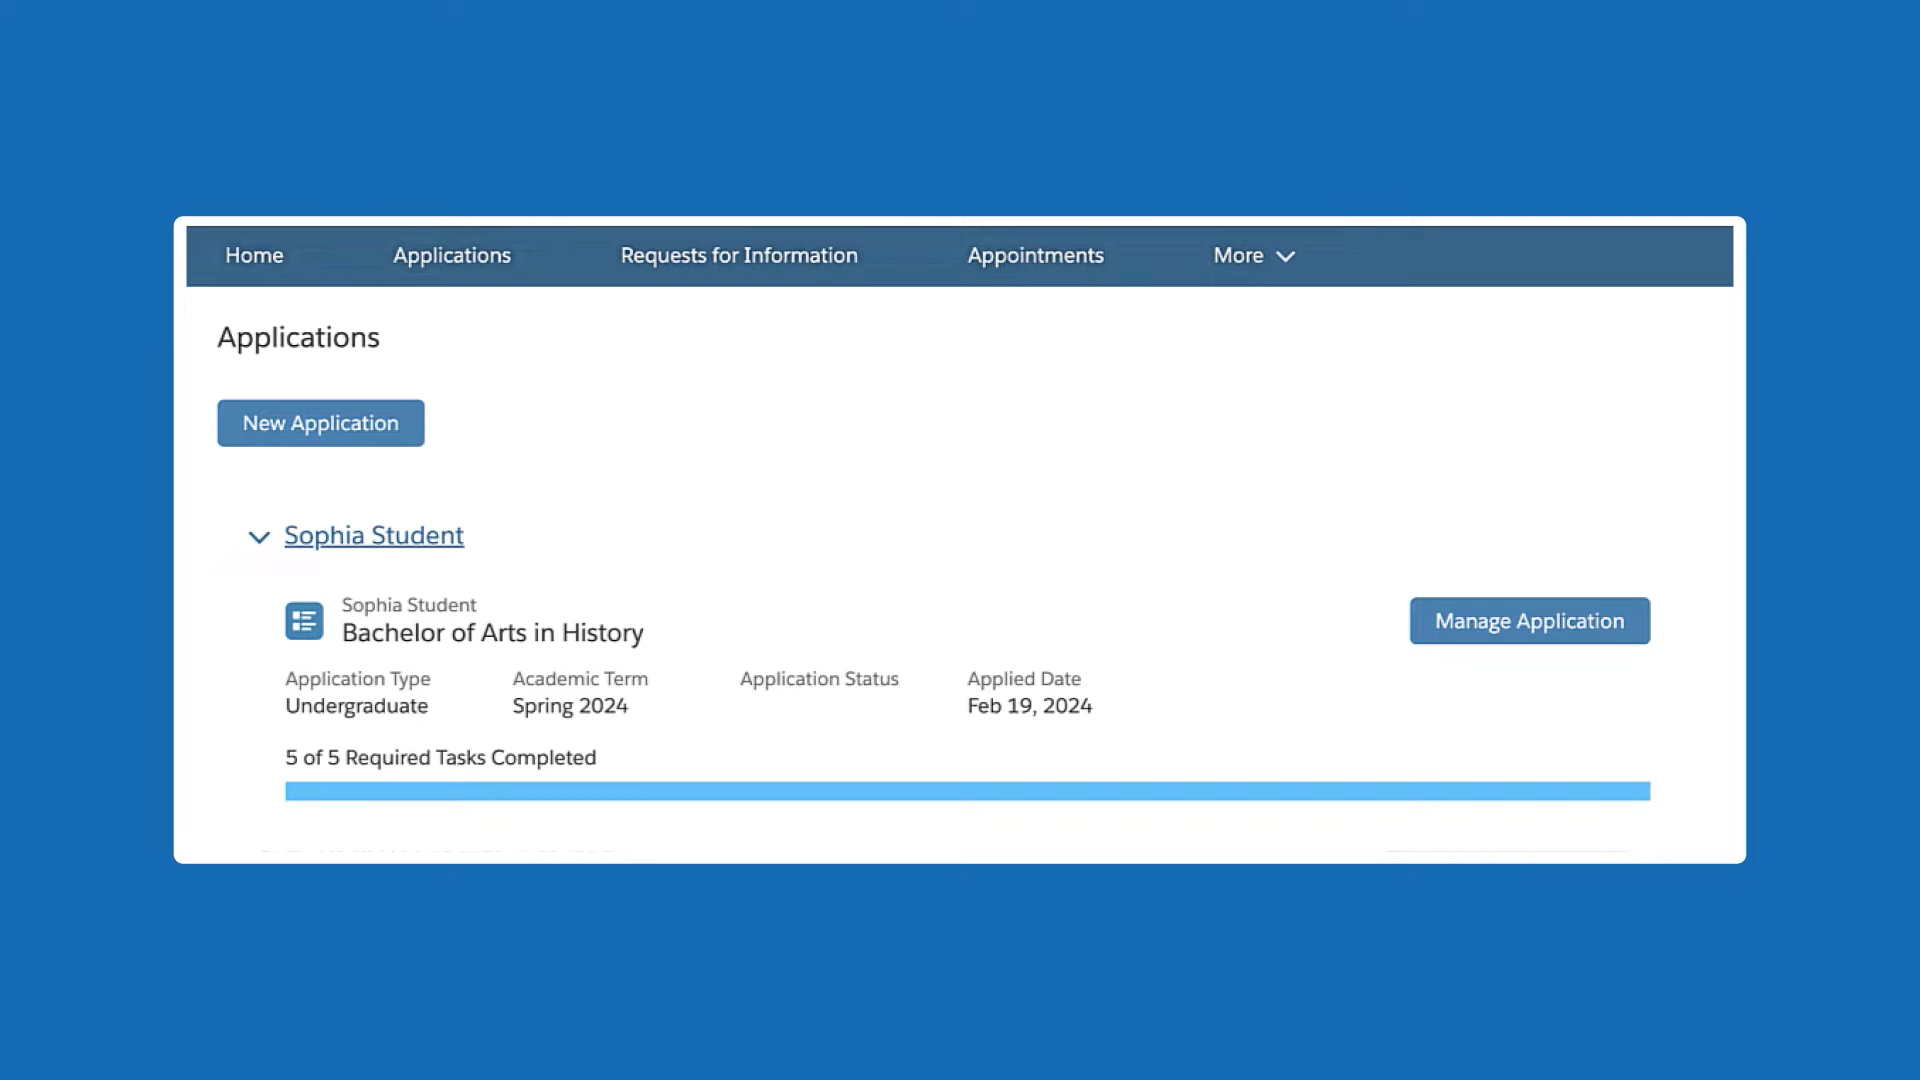 Home Applications Requests for Information Appointments More
Applications
New Application
Sophia Student
Sophia Student
Bachelor of Arts in History
Manage Application
Application Type Academic Term Application Status Applied Date
Undergraduate Spring 2024 Feb 19, 2024
5 of 5 Required Tasks Completed